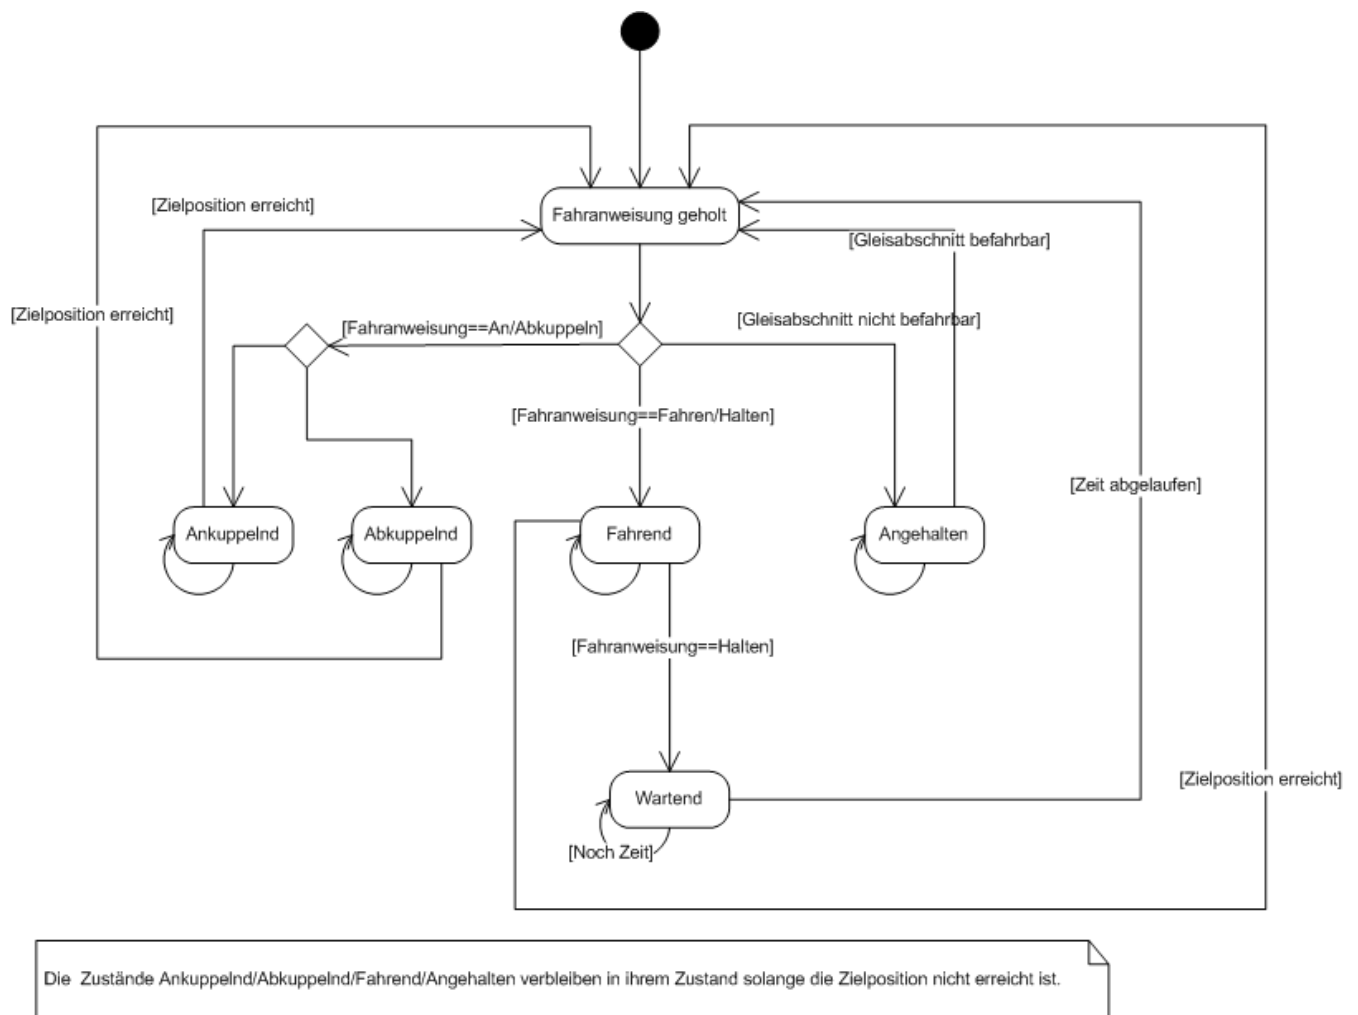 [Zielposition erreicht]
Fahranweisung geholt
[Gleisabschnitt befahrbar]
[Zielposition erreicht]
[Fahranweisung==An/Abkuppeln]
[Gleisabschnitt nicht befahrbar]
[Fahranweisung==Fahren/Halten]
[Zeit abgelaufen]
Ankuppelnd
Abkuppelnd
Fahrend
Angehalten
[Fahranweisung==Halten]
[Zielposition erreicht]
Wartend
[Noch Zeit]
Die Zustände Ankuppelnd/Abkuppelnd/Fahrend/Angehalten verbleiben in ihrem Zustand solange die Zielposition nicht erreicht ist.